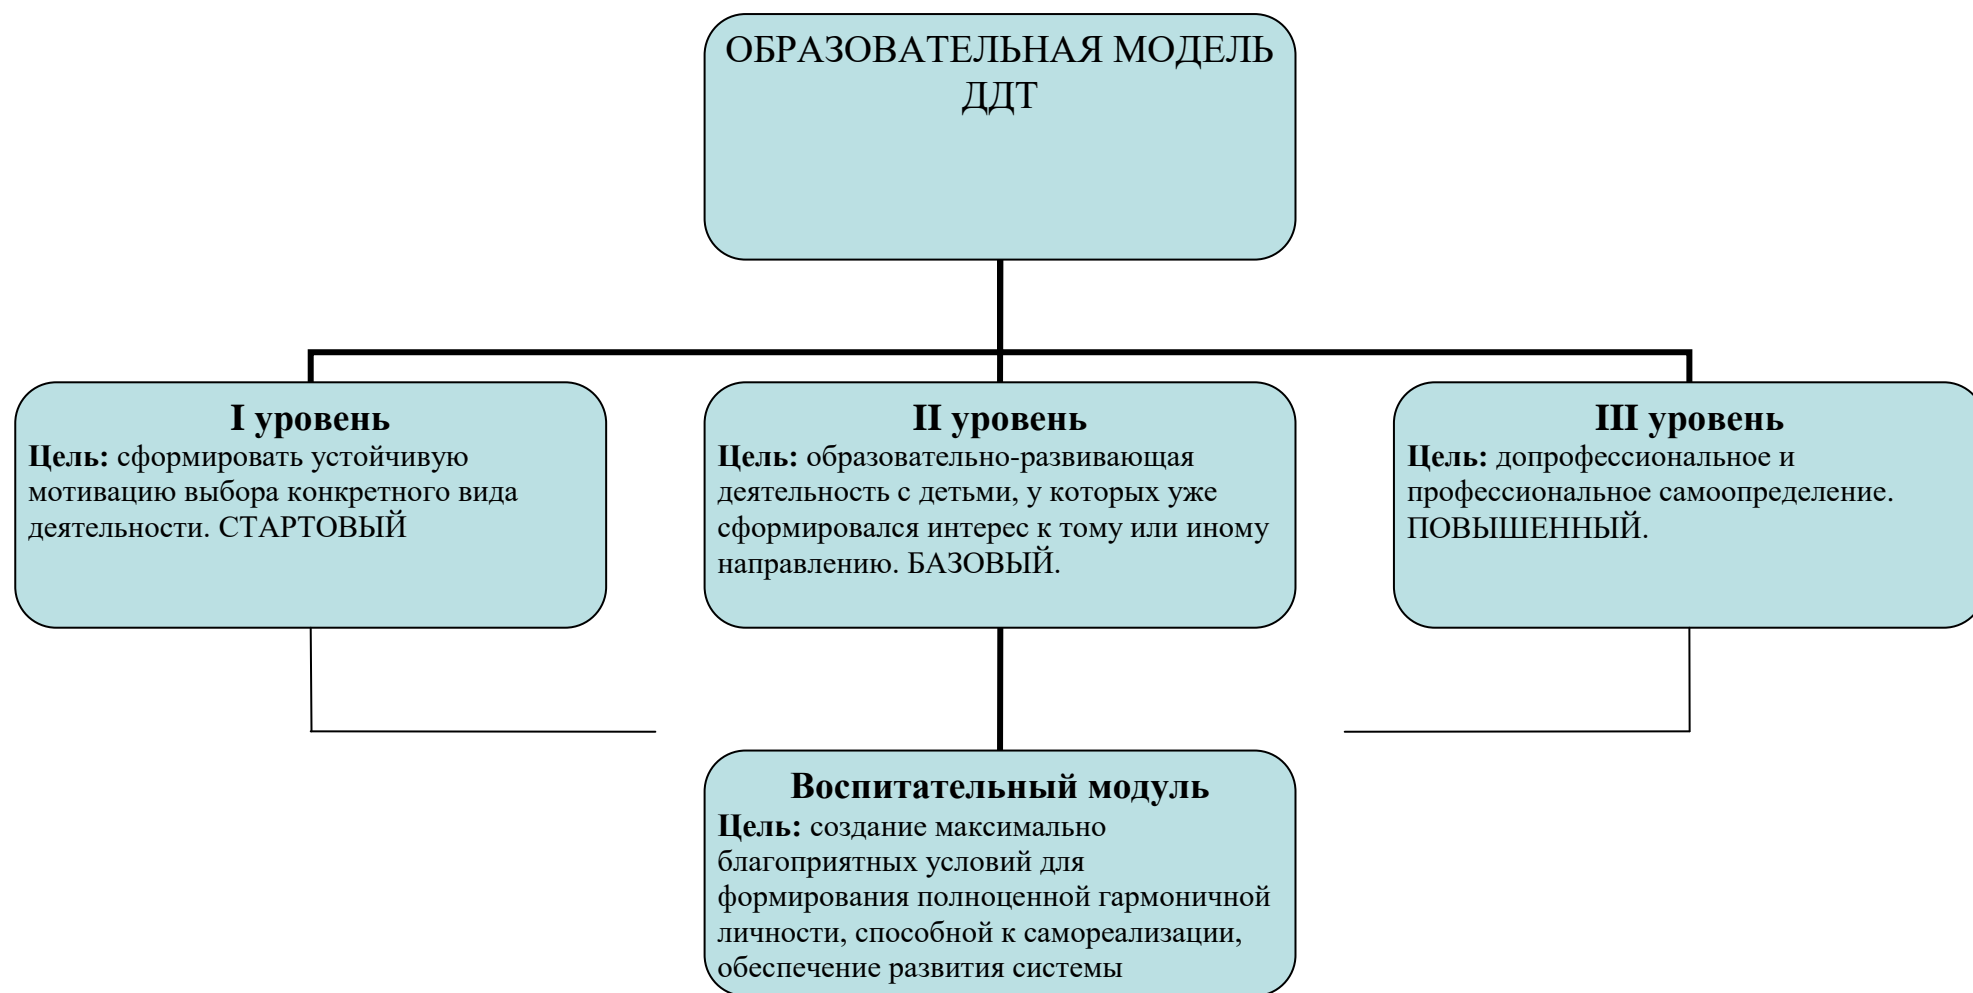 ОБРАЗОВАТЕЛЬНАЯ МОДЕЛЬ
ДДТ
I уровень
Цель: сформировать устойчивую
мотивацию выбора конкретного вида
деятельности. СТАРТОВЫЙ
II уровень
Цель: образовательно-развивающая
деятельность с детьми, у которых уже
сформировался интерес к тому или иному
направлению. БАЗОВЫЙ.
III уровень
Цель: допрофессиональное и
профессиональное самоопределение.
ПОВЫШЕННЫЙ.
Воспитательный модуль
Цель: создание максимально
благоприятных условий для
формирования полноценной гармоничной
личности, способной к самореализации,
обеспечение развития системы